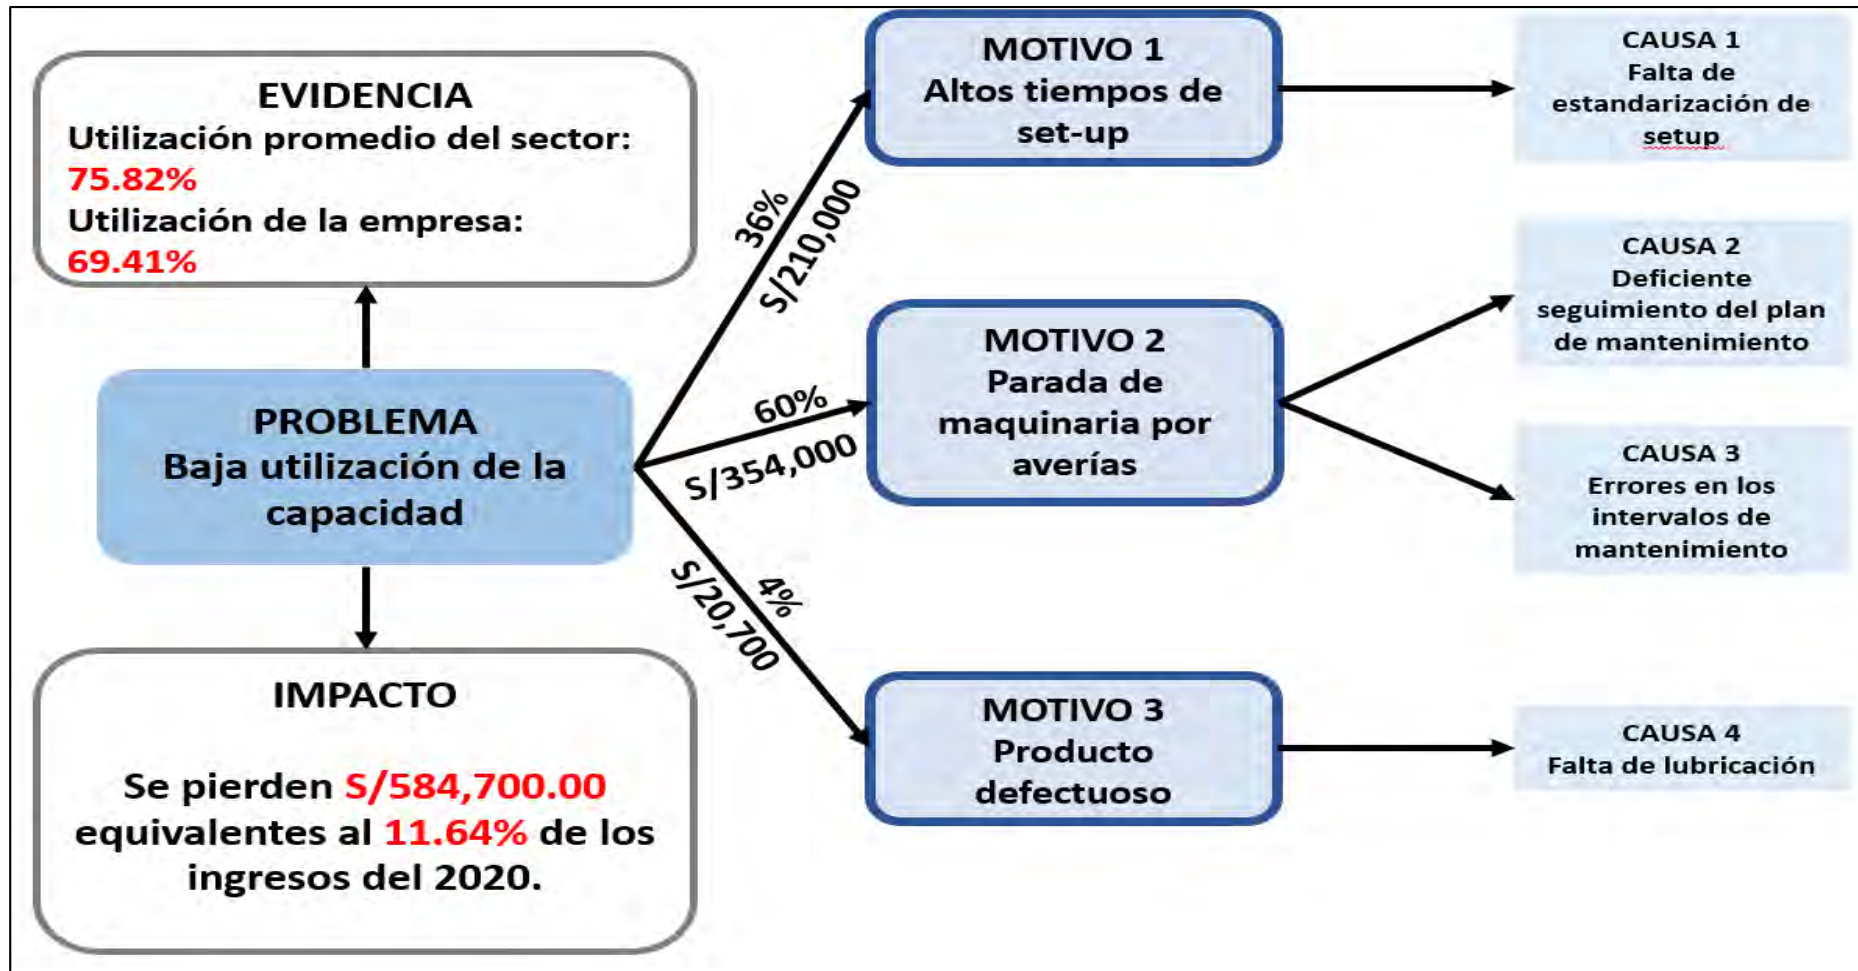 EVIDENCIA
Utilización promedio del sector:
75.82%
Utilización de la empresa:
69.41%
PROBLEMA
Baja utilización de la
capacidad
IMPACTO
Se pierden S/584,700.00
equivalentes al 11.64% de los
ingresos del 2020.
36%
S/210,000
60%
S/354,000
4%
S/20,700
MOTIVO 1
Altos tiempos de
set-up
MOTIVO 2
Parada de
maquinaria por
averías
MOTIVO 3
Producto
defectuoso
CAUSA 1
Falta de
estandarización de
setup
CAUSA 2
Deficiente
seguimiento del plan
de mantenimiento
CAUSA 3
Errores en los
intervalos de
mantenimiento
CAUSA 4
Falta de lubricación